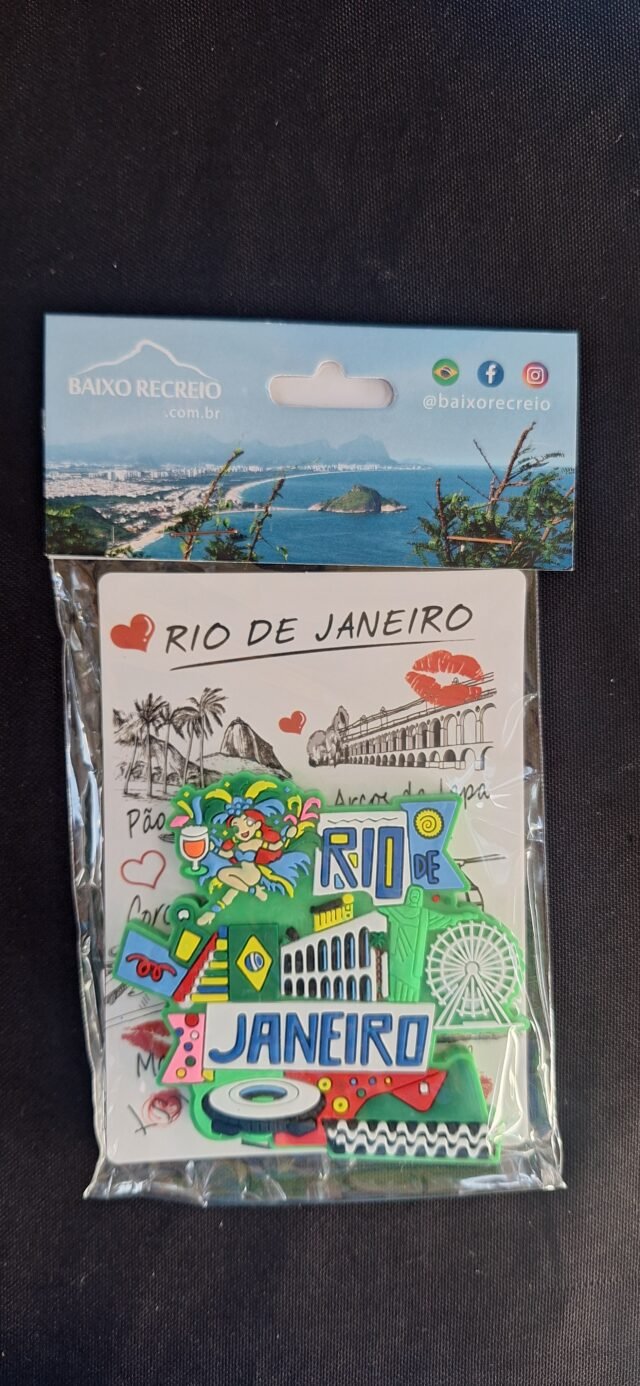 BAIXO RECREIO
.com.br
@baixorecreio
RIO DE JANEIRO
Pão
Arcos da Lapa
RIO DE
JANEIRO